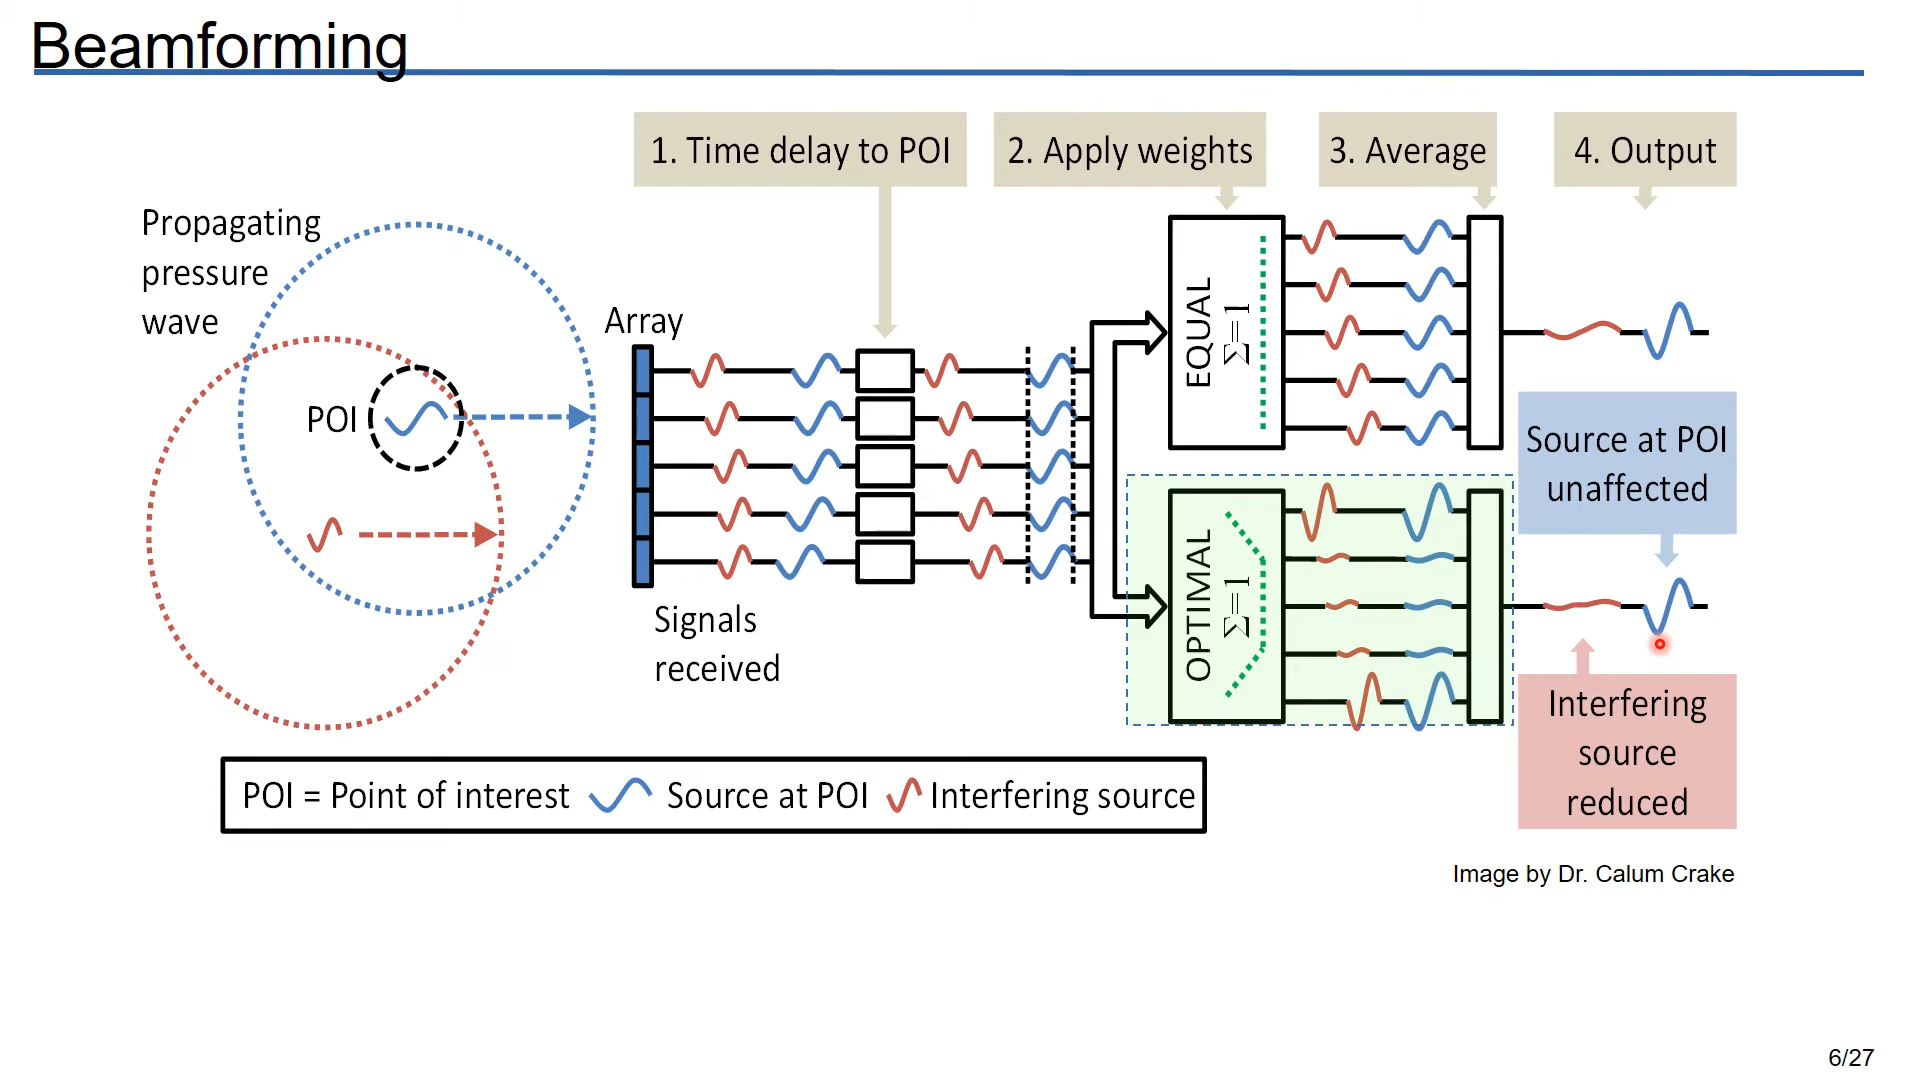 Beamforming
1. Time delay to POI
2. Apply weights
3. Average
4. Output
Propagating
pressure
wave
POI
Array
Signals
received
EQUAL
Σ=1
OPTIMAL
Σ=1
Source at POI
unaffected
Interfering
source
reduced
POI = Point of interest Source at POI Interfering source
Image by Dr. Calum Crake
6/27